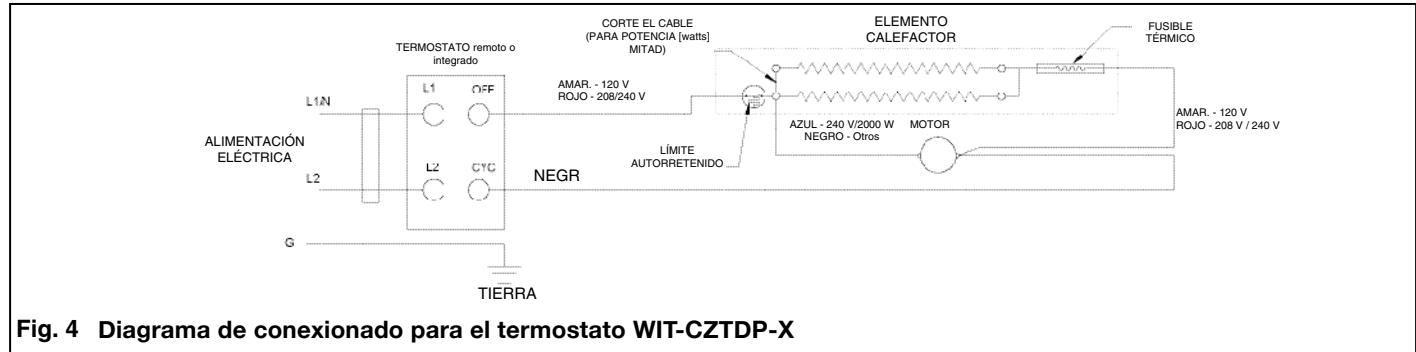 CORTE EL CABLE
(PARA POTENCIA [watts]
MITAD)
ELEMENTO
CALEFACTOR
FUSIBLE
TÉRMICO
TERMOSTATO remoto o
integrado
L1
OFF
AMAR. - 120 V
ROJO - 208/240 V
L1/N
ALIMENTACIÓN
ELÉCTRICA
AZUL - 240 V/2000 W
NEGRO - Otros
MOTOR
AMAR. - 120 V
ROJO - 208 V / 240 V
LÍMITE
AUTORRETENIDO
L2
L2
CYC
NEGR
G
TIERRA
Fig. 4 Diagrama de conexionado para el termostato WIT-CZTDP-X